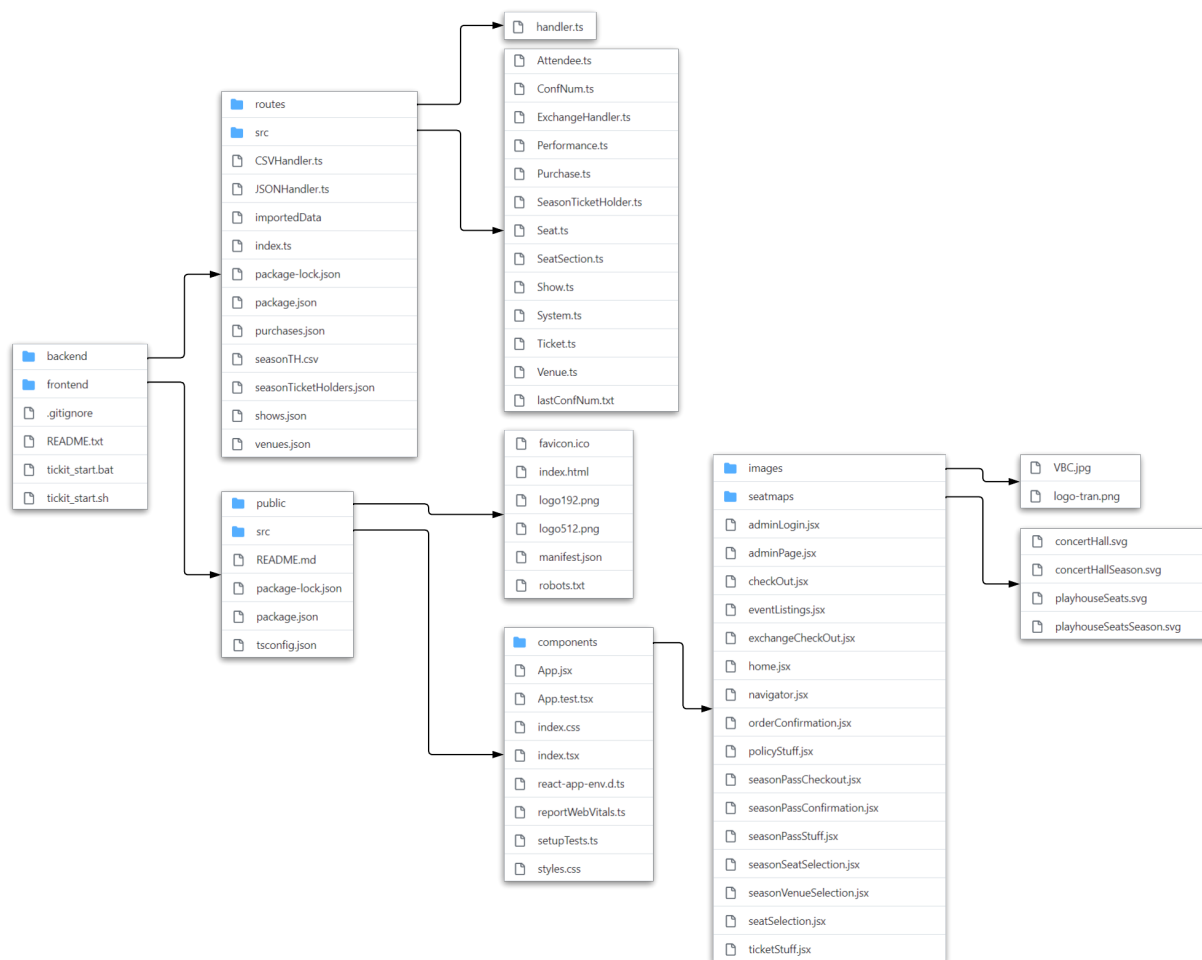 backend
frontend
.gitignore
README.txt
tickit_start.bat
tickit_start.sh
routes
src
CSVHandler.ts
JSONHandler.ts
importedData
index.ts
package-lock.json
package.json
purchases.json
seasonTH.csv
seasonTicketHolders.json
shows.json
venues.json
public
src
README.md
package-lock.json
package.json
tsconfig.json
handler.ts
Attendee.ts
ConfNum.ts
ExchangeHandler.ts
Performance.ts
Purchase.ts
SeasonTicketHolder.ts
Seat.ts
SeatSection.ts
Show.ts
System.ts
Ticket.ts
Venue.ts
lastConfNum.txt
favicon.ico
index.html
logo192.png
logo512.png
manifest.json
robots.txt
components
App.jsx
App.test.tsx
index.css
index.tsx
react-app-env.d.ts
reportWebVitals.ts
setupTests.ts
styles.css
images
seatmaps
adminLogin.jsx
adminPage.jsx
checkOut.jsx
eventListings.jsx
exchangeCheckOut.jsx
home.jsx
navigator.jsx
orderConfirmation.jsx
policyStuff.jsx
seasonPassCheckout.jsx
seasonPassConfirmation.jsx
seasonPassStuff.jsx
seasonSeatSelection.jsx
seasonVenueSelection.jsx
seatSelection.jsx
ticketStuff.jsx
VBC.jpg
logo-tran.png
concertHall.svg
concertHallSeason.svg
playhouseSeats.svg
playhouseSeatsSeason.svg